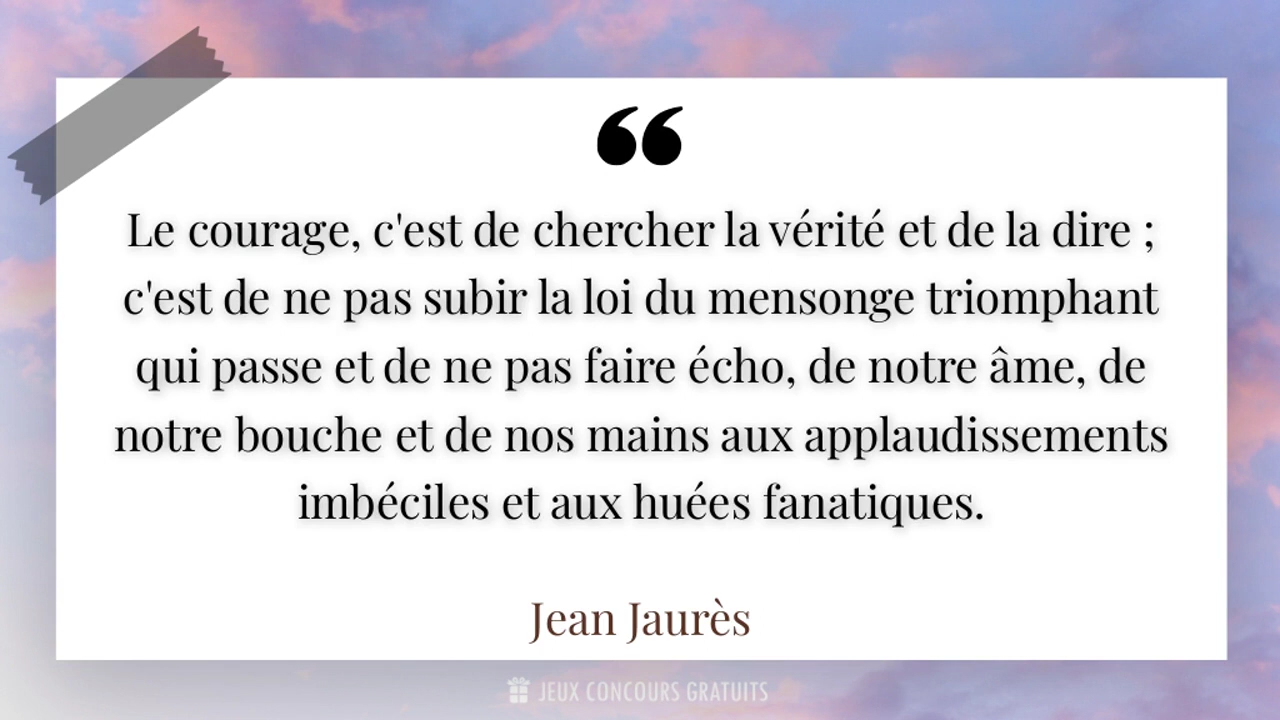 “
Le courage, c'est de chercher la vérité et de la dire ;
c'est de ne pas subir la loi du mensonge triomphant
qui passe et de ne pas faire écho, de notre âme, de
notre bouche et de nos mains aux applaudissements
imbéciles et aux huées fanatiques.
Jean Jaurès
JEUX CONCOURS GRATUITS